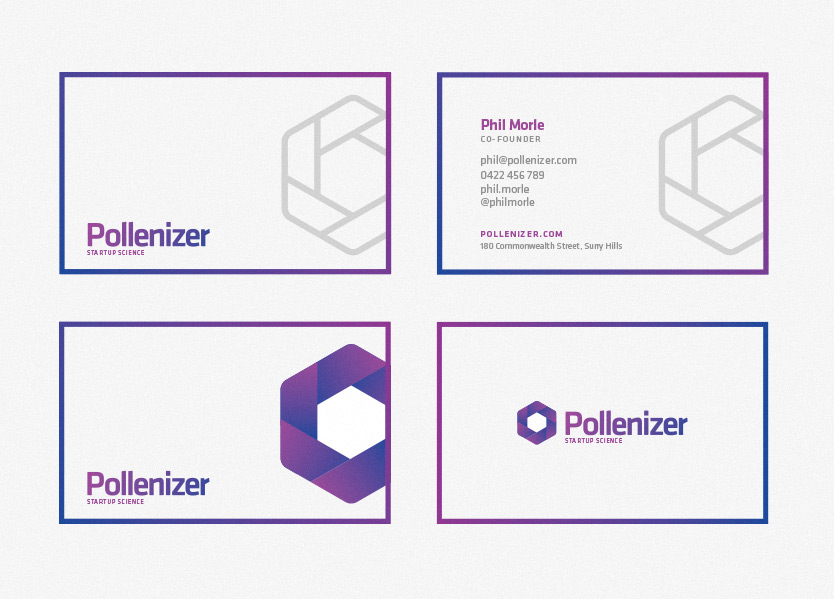 Pollenizer
STARTUP SCIENCE
Phil Morle
CO-FOUNDER
phil@pollenizer.com
0422 456 789
phil.morle
@philmorle
POLLENIZER.COM
180 Commonwealth Street, Surry Hills
Pollenizer
STARTUP SCIENCE
Pollenizer
STARTUP SCIENCE